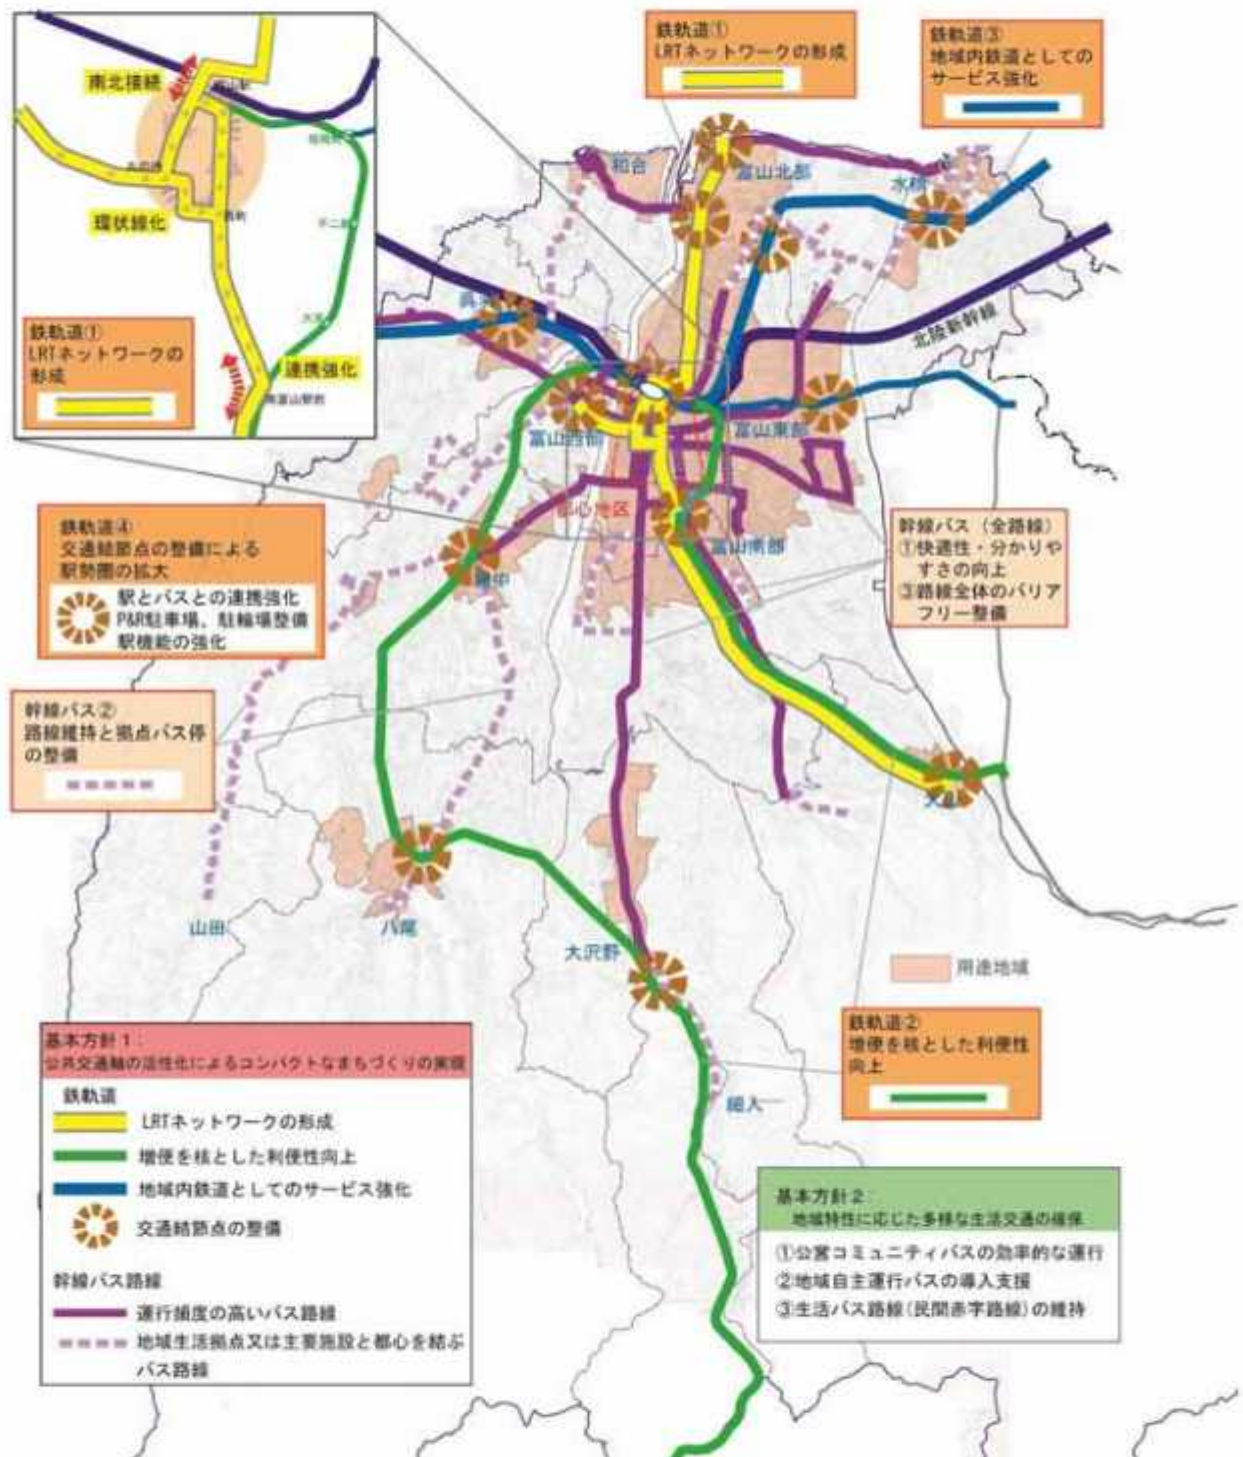 南北接続
丸の内
環状線化
西町
不二越
大泉
連携強化
南富山駅前
鉄軌道①
LRTネットワークの
形成
鉄軌道①
LRTネットワークの形成
鉄軌道③
地域内鉄道としての
サービス強化
和合
富山北部
水橋
呉羽
北陸新幹線
富山西部
富山東部
都心地区
富山南部
婦中
鉄軌道④
交通結節点の整備による
駅勢圏の拡大
駅とバスとの連携強化
P&R駐車場、駐輪場整備
駅機能の強化
幹線バス（全路線）
①快適性・分かりや
すさの向上
③路線全体のバリア
フリー整備
幹線バス②
路線維持と拠点バス停
の整備
山田
八尾
大沢野
細入
用途地域
鉄軌道②
増便を核とした利便性
向上
基本方針１：
公共交通軸の活性化によるコンパクトなまちづくりの実現
鉄軌道
LRTネットワークの形成
増便を核とした利便性向上
地域内鉄道としてのサービス強化
交通結節点の整備
幹線バス路線
運行頻度の高いバス路線
地域生活拠点又は主要施設と都心を結ぶ
バス路線
基本方針２：
地域特性に応じた多様な生活交通の確保
①公営コミュニティバスの効率的な運行
②地域自主運行バスの導入支援
③生活バス路線(民間赤字路線)の維持